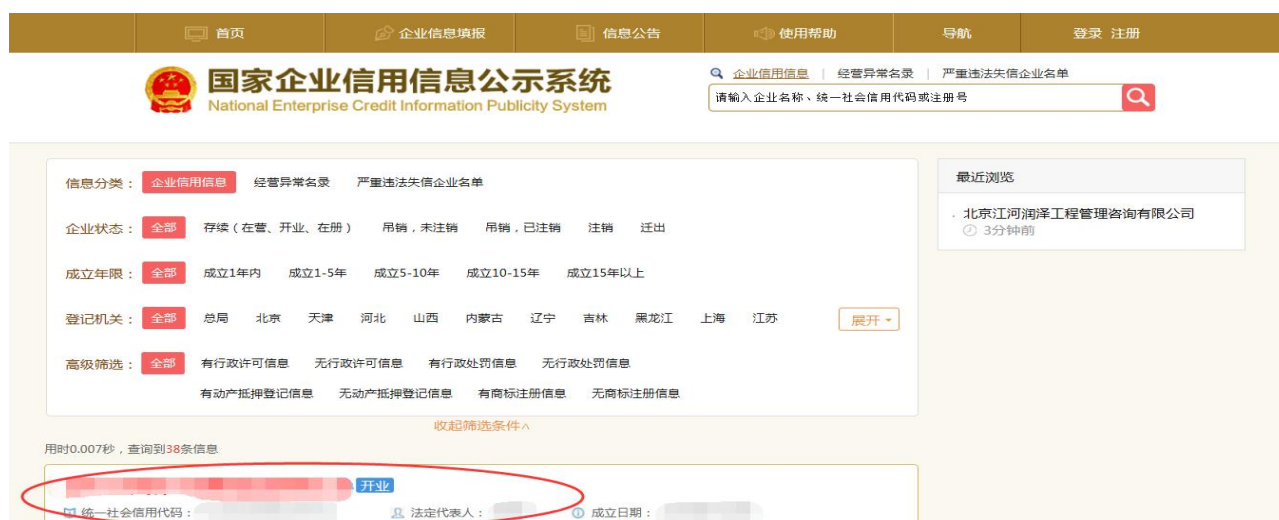 首页 企业信息填报 信息公告 使用帮助 导航 登录 注册
国家企业信用信息公示系统
National Enterprise Credit Information Publicity System
企业信用信息 | 经营异常名录 | 严重违法失信企业名单
请输入企业名称、统一社会信用代码或注册号
信息分类： 企业信用信息 经营异常名录 严重违法失信企业名单
企业状态： 全部 存续（在营、开业、在册） 吊销，未注销 吊销，已注销 注销 迁出
成立年限： 全部 成立1年内 成立1-5年 成立5-10年 成立10-15年 成立15年以上
登记机关： 全部 总局 北京 天津 河北 山西 内蒙古 辽宁 吉林 黑龙江 上海 江苏 展开
高级筛选： 全部 有行政许可信息 无行政许可信息 有行政处罚信息 无行政处罚信息
有动产抵押登记信息 无动产抵押登记信息 有商标注册信息 无商标注册信息
收起筛选条件
最近浏览
北京江河润泽工程管理咨询有限公司
3分钟前
用时0.007秒，查询到38条信息
开业
统一社会信用代码： 法定代表人： 成立日期：